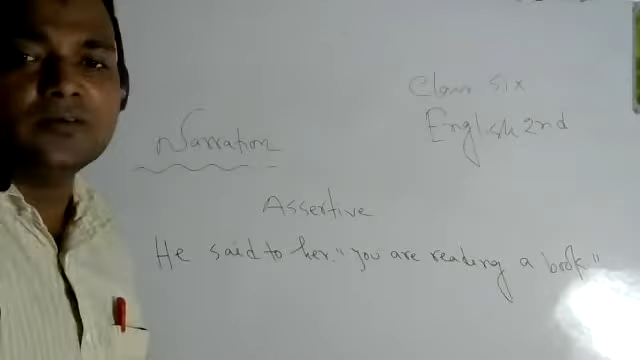 Class Six
English 2nd
Narration
Assertive
He said to her, "you are reading a book"